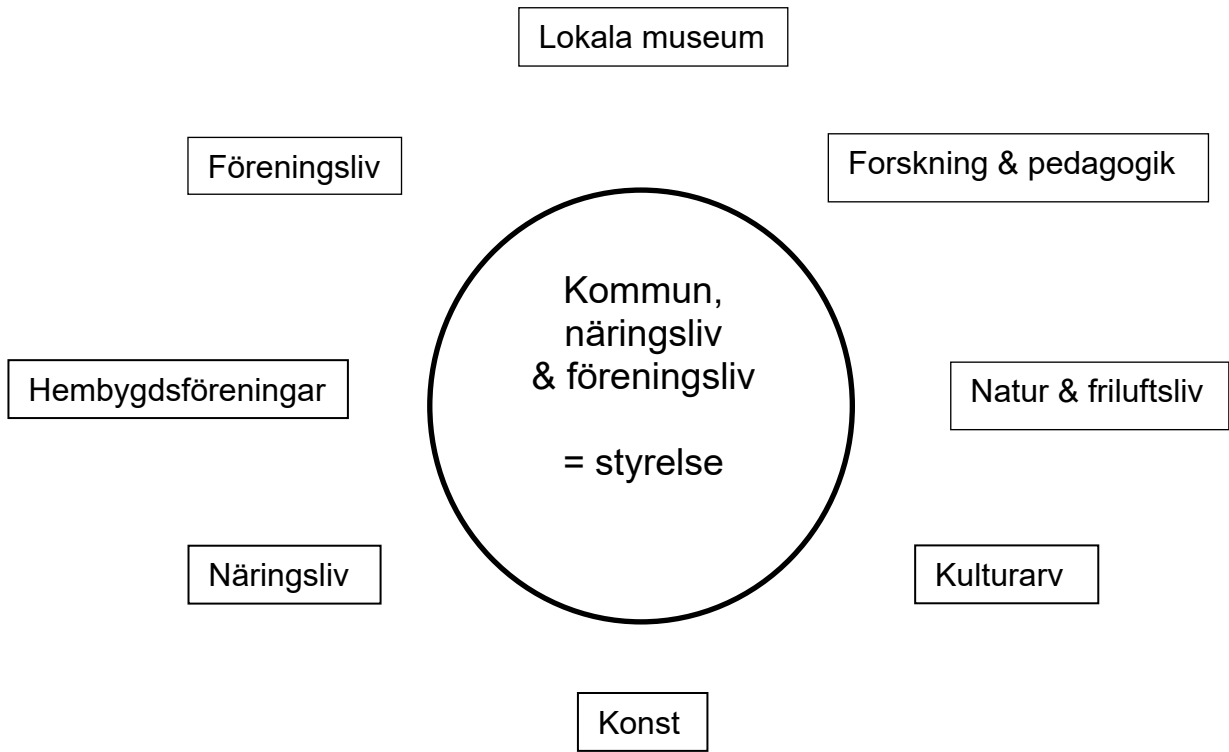 Lokala museum
Föreningsliv
Forskning & pedagogik
Kommun,
näringsliv
& föreningsliv
= styrelse
Hembygdsföreningar
Natur & friluftsliv
Näringsliv
Kulturarv
Konst